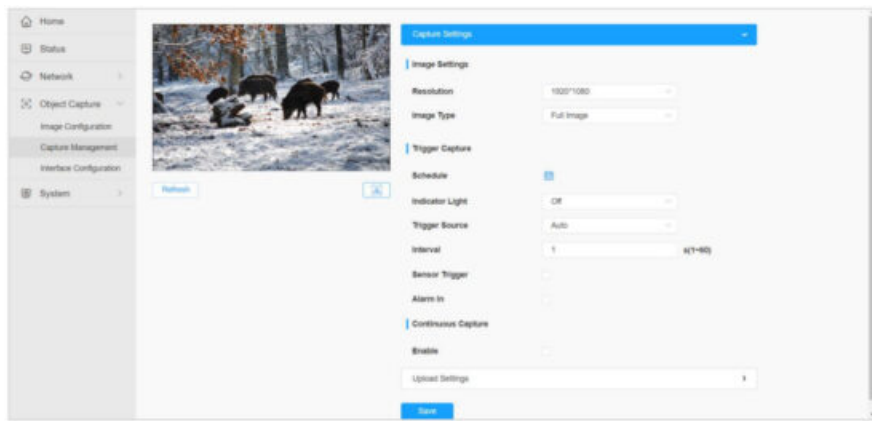 Home
Status
Network
Object Capture
Image Configuration
Capture Management
Interface Configuration
System
Refresh
Capture Settings
Image Settings
Resolution 1920*1080
Image Type Full Image
Trigger Capture
Schedule
Indicator Light Off
Trigger Source Auto
Interval 1 s(1~60)
Sensor Trigger
Alarm In
Continuous Capture
Enable
Upload Settings
Save